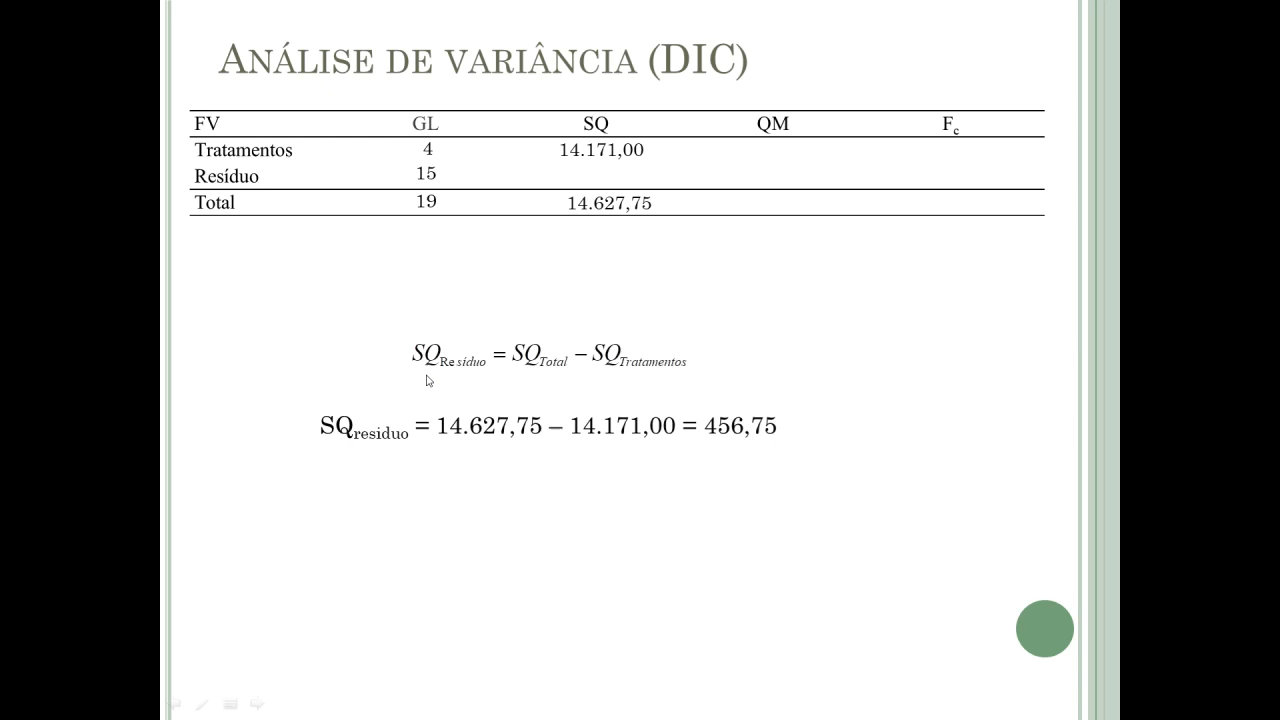 ANÁLISE DE VARIÂNCIA (DIC)
FV GL SQ QM Fc
Tratamentos 4 14.171,00
Resíduo 15
Total 19 14.627,75
SQResíduo = SQTotal − SQTratamentos
SQresiduo = 14.627,75 – 14.171,00 = 456,75